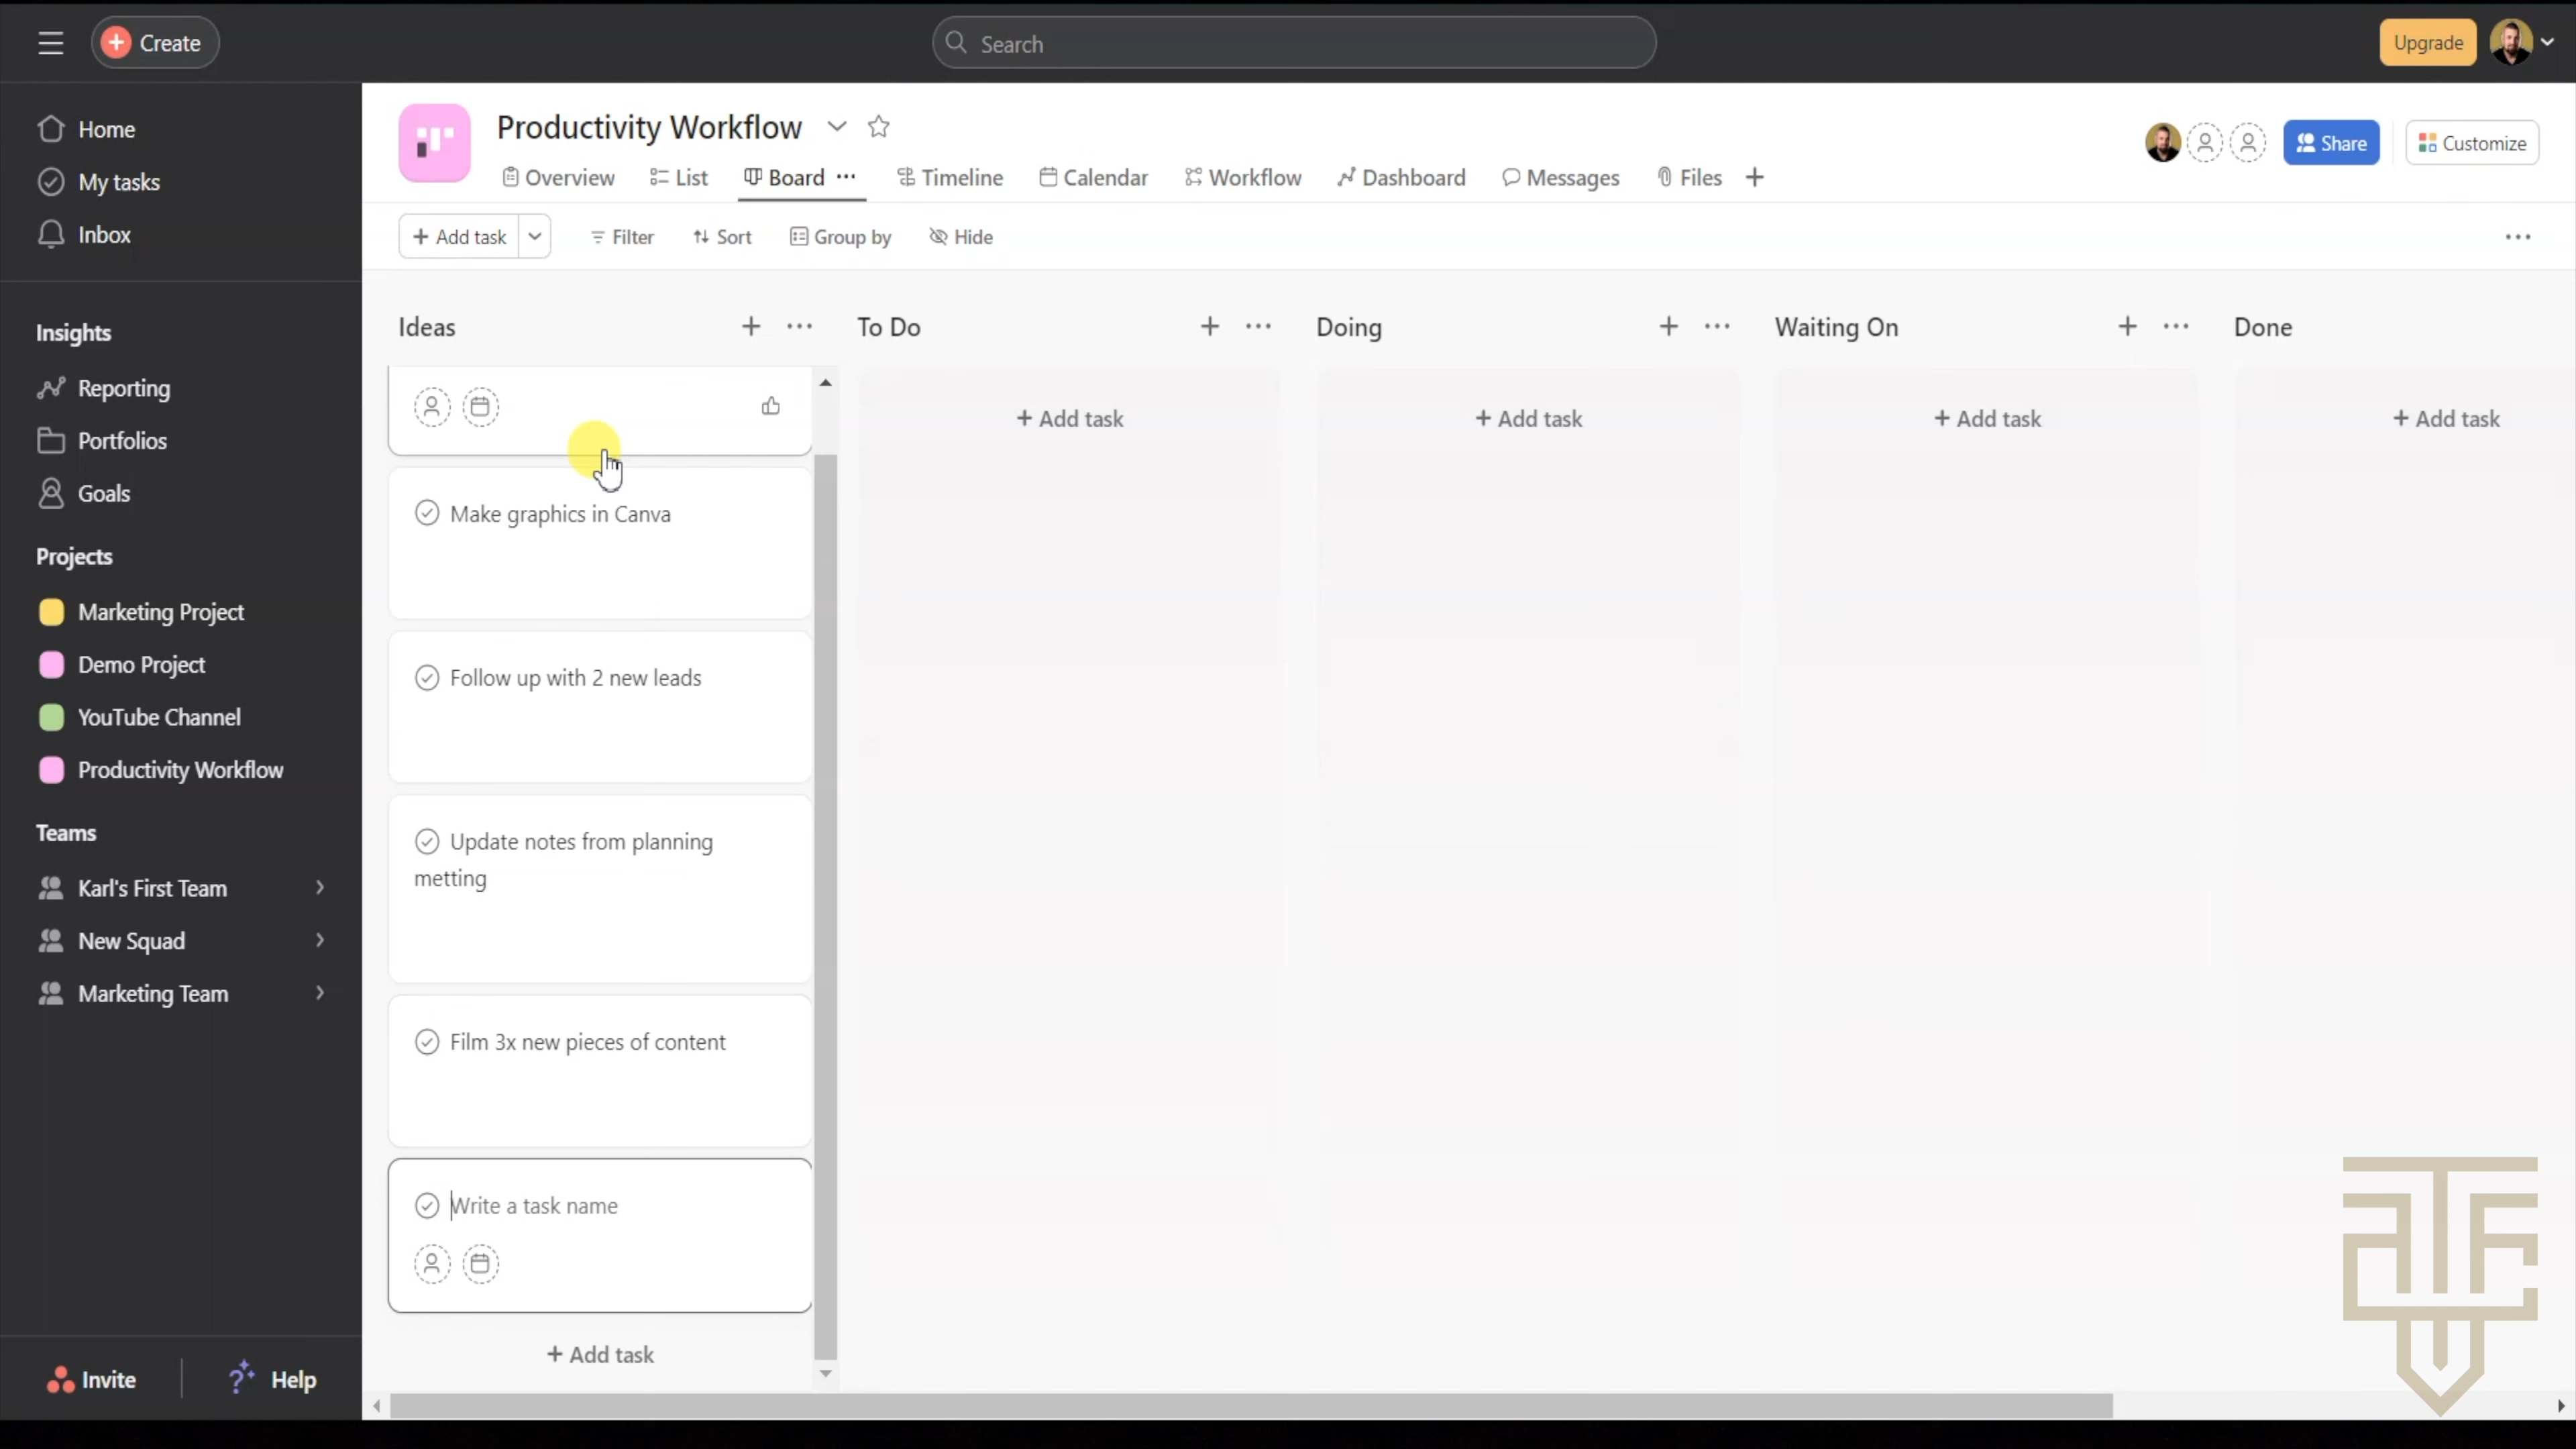 Create
Search
Upgrade
Home
My tasks
Inbox
Insights
Reporting
Portfolios
Goals
Projects
Marketing Project
Demo Project
YouTube Channel
Productivity Workflow
Teams
Karl's First Team
New Squad
Marketing Team
Invite
Help
Productivity Workflow
Share
Customize
Overview
List
Board
Timeline
Calendar
Workflow
Dashboard
Messages
Files
+ Add task
Filter
Sort
Group by
Hide
Ideas
Make graphics in Canva
Follow up with 2 new leads
Update notes from planning
metting
Film 3x new pieces of content
Write a task name
+ Add task
To Do
+ Add task
Doing
+ Add task
Waiting On
+ Add task
Done
+ Add task